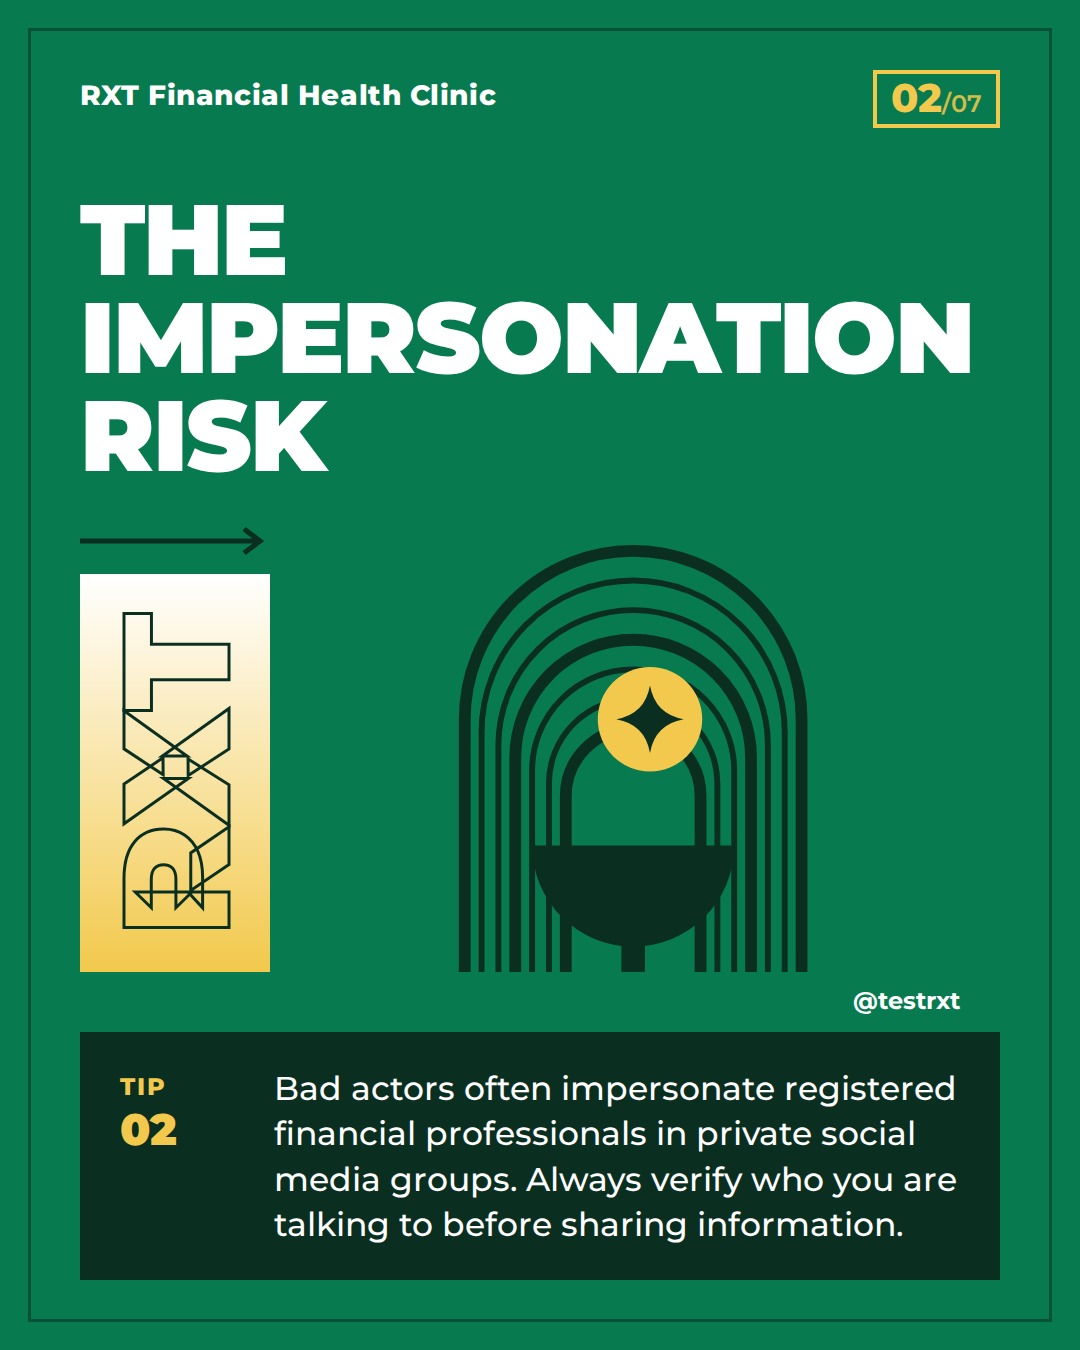 RXT Financial Health Clinic
02/07
THE
IMPERSONATION
RISK
RXT
@testrxt
TIP
02
Bad actors often impersonate registered
financial professionals in private social
media groups. Always verify who you are
talking to before sharing information.